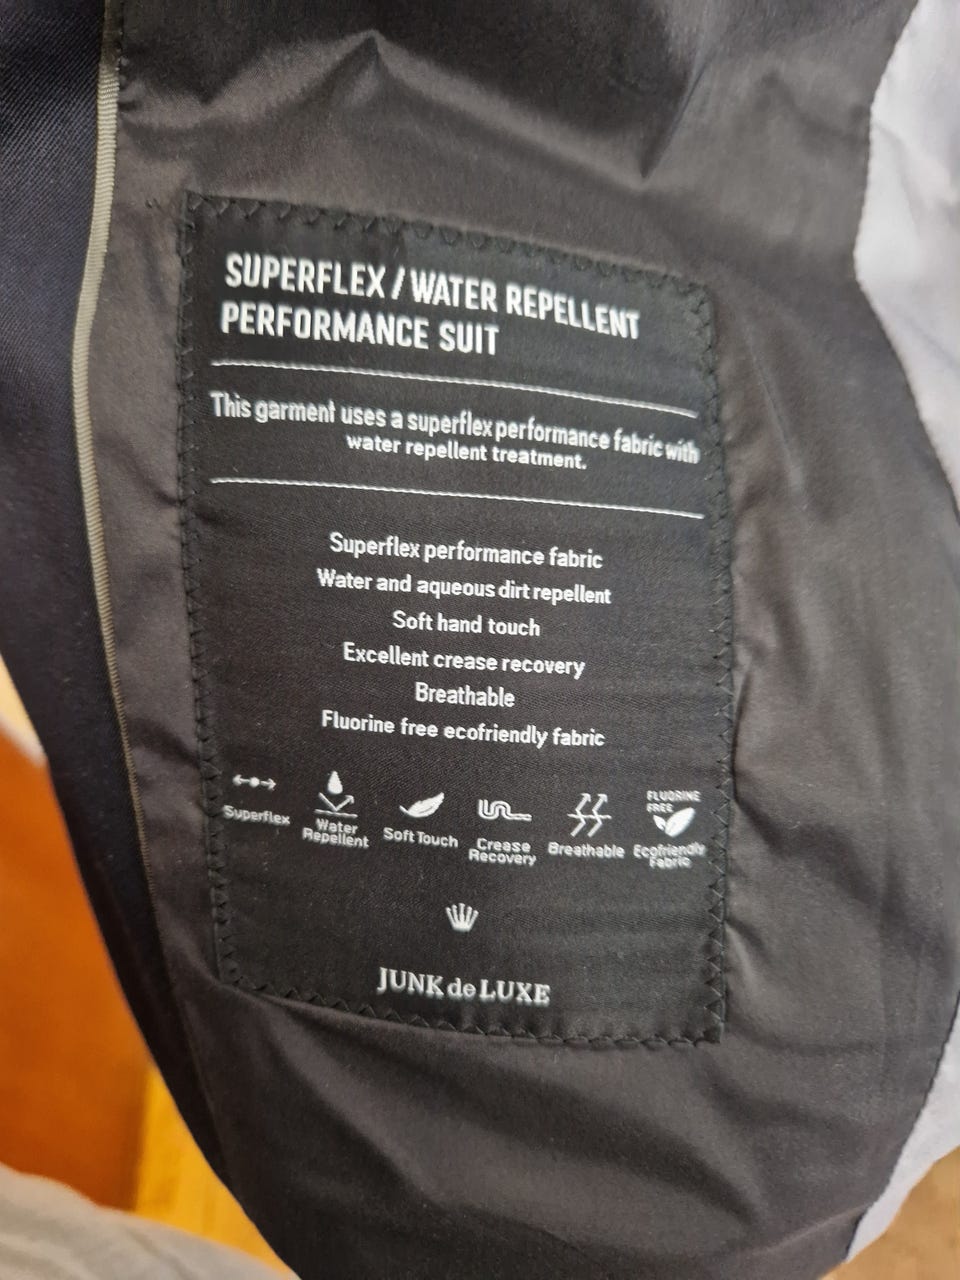 SUPERFLEX / WATER REPELLENT
PERFORMANCE SUIT
This garment uses a superflex performance fabric with
water repellent treatment.
Superflex performance fabric
Water and aqueous dirt repellent
Soft hand touch
Excellent crease recovery
Breathable
Fluorine free ecofriendly fabric
FLUORINE
FREE
Superflex
Water
Repellent
Soft Touch
Crease
Recovery
Breathable
Ecofriendly
Fabric
JUNK de LUXE